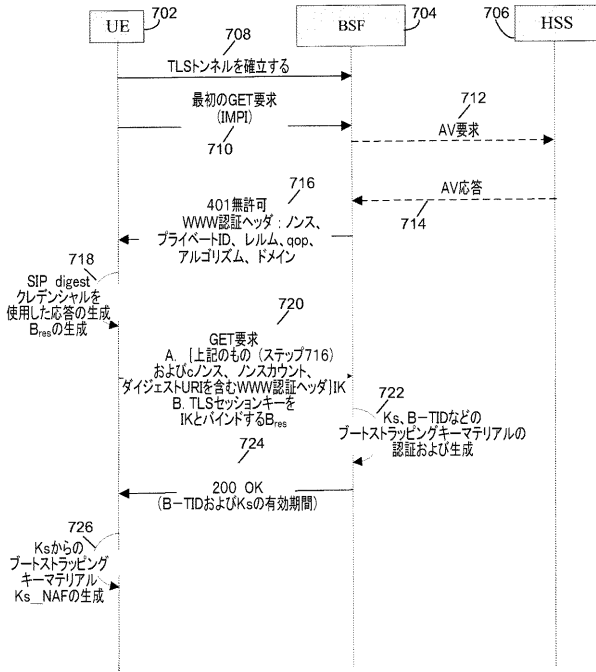 UE
702
BSF
704
HSS
706
708
TLSトンネルを確立する
最初のGET要求
(IMPI)
710
712
AV要求
AV応答
714
716
401無許可
WWW認証ヘッダ：ノンス、
プライベートID、レルム、qop、
アルゴリズム、ドメイン
718
SIP digest
クレデンシャルを
使用した応答の生成
Bresの生成
720
GET要求
A. [上記のもの（ステップ716）
およびcノンス、ノンスカウント、
ダイジェストURIを含むWWW認証ヘッダ]IK
B. TLSセッションキーを
IKとバインドするBres
722
Ks、B-TIDなどの
ブートストラッピングキーマテリアルの
認証および生成
724
200 OK
(B-TIDおよびKsの有効期間)
726
Ksからの
ブートストラッピング
キーマテリアル
Ks_NAFの生成